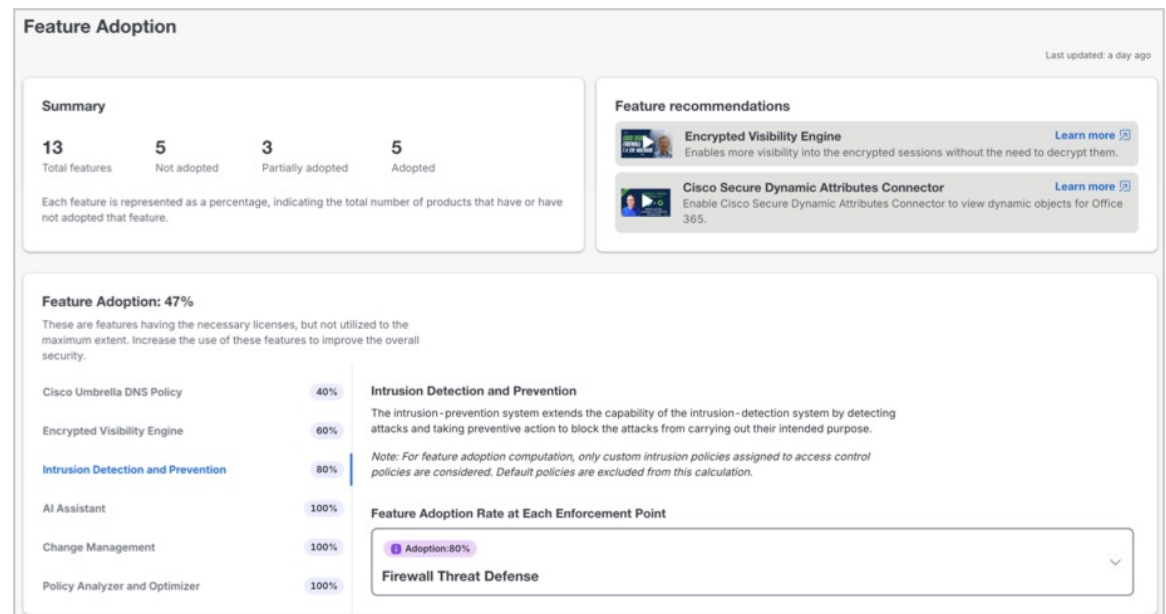 Feature Adoption
Last updated: a day ago
Summary
13
Total features
5
Not adopted
3
Partially adopted
5
Adopted
Each feature is represented as a percentage, indicating the total number of products that have or have
not adopted that feature.
Feature recommendations
Encrypted Visibility Engine
Learn more
Enables more visibility into the encrypted sessions without the need to decrypt them.
Cisco Secure Dynamic Attributes Connector
Learn more
Enable Cisco Secure Dynamic Attributes Connector to view dynamic objects for Office
365.
Feature Adoption: 47%
These are features having the necessary licenses, but not utilized to the
maximum extent. Increase the use of these features to improve the overall
security.
Cisco Umbrella DNS Policy 40%
Encrypted Visibility Engine 60%
Intrusion Detection and Prevention 80%
AI Assistant 100%
Change Management 100%
Policy Analyzer and Optimizer 100%
Intrusion Detection and Prevention
The intrusion-prevention system extends the capability of the intrusion-detection system by detecting
attacks and taking preventive action to block the attacks from carrying out their intended purpose.
Note: For feature adoption computation, only custom intrusion policies assigned to access control
policies are considered. Default policies are excluded from this calculation.
Feature Adoption Rate at Each Enforcement Point
Adoption:80%
Firewall Threat Defense